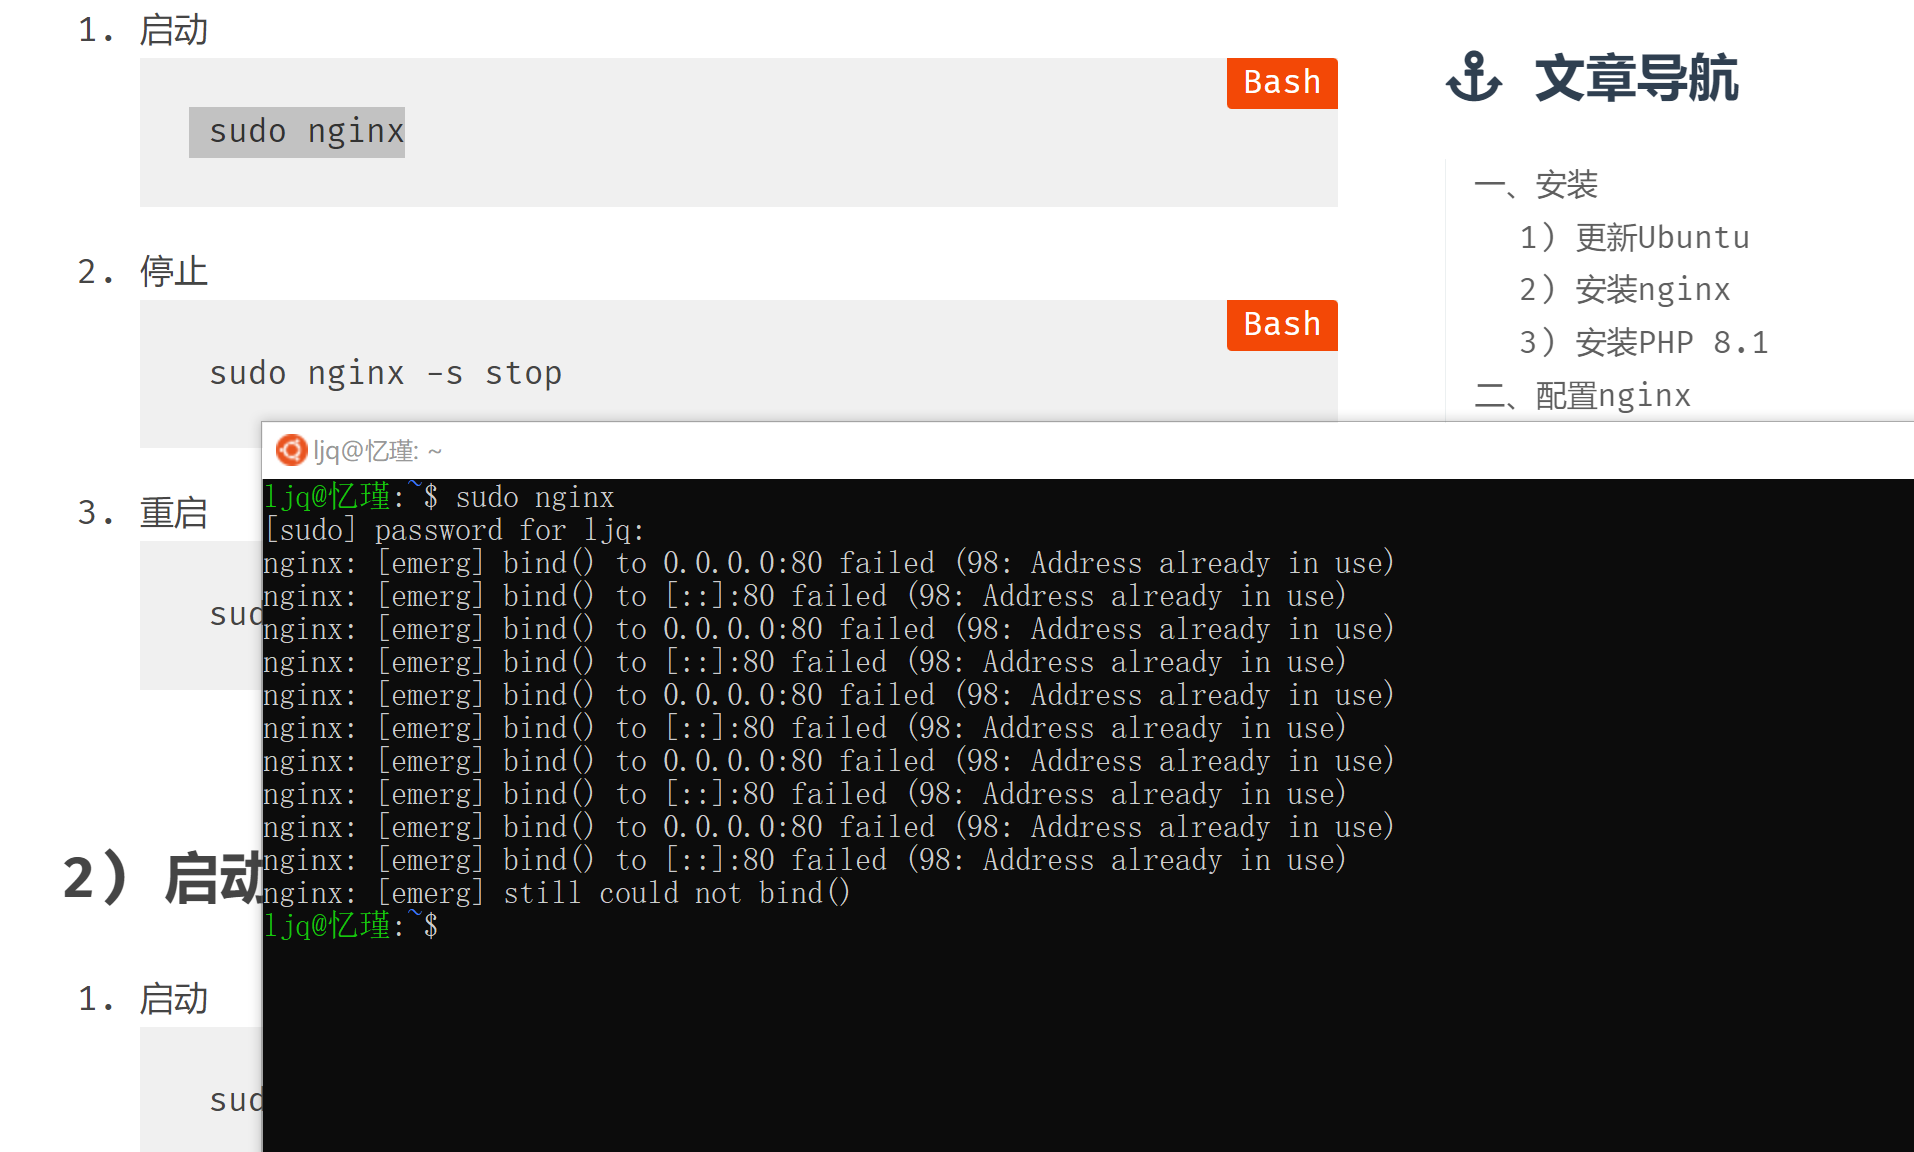 1. 启动
Bash
sudo nginx
2. 停止
Bash
sudo nginx -s stop
3. 重启
sud
2) 启动
1. 启动
sud
文章导航
一、安装
1) 更新Ubuntu
2) 安装nginx
3) 安装PHP 8.1
二、配置nginx
ljq@忆瑾: ~
ljq@忆瑾:~$ sudo nginx
[sudo] password for ljq:
nginx: [emerg] bind() to 0.0.0.0:80 failed (98: Address already in use)
nginx: [emerg] bind() to [::]:80 failed (98: Address already in use)
nginx: [emerg] bind() to 0.0.0.0:80 failed (98: Address already in use)
nginx: [emerg] bind() to [::]:80 failed (98: Address already in use)
nginx: [emerg] bind() to 0.0.0.0:80 failed (98: Address already in use)
nginx: [emerg] bind() to [::]:80 failed (98: Address already in use)
nginx: [emerg] bind() to 0.0.0.0:80 failed (98: Address already in use)
nginx: [emerg] bind() to [::]:80 failed (98: Address already in use)
nginx: [emerg] bind() to 0.0.0.0:80 failed (98: Address already in use)
nginx: [emerg] bind() to [::]:80 failed (98: Address already in use)
nginx: [emerg] still could not bind()
ljq@忆瑾:~$